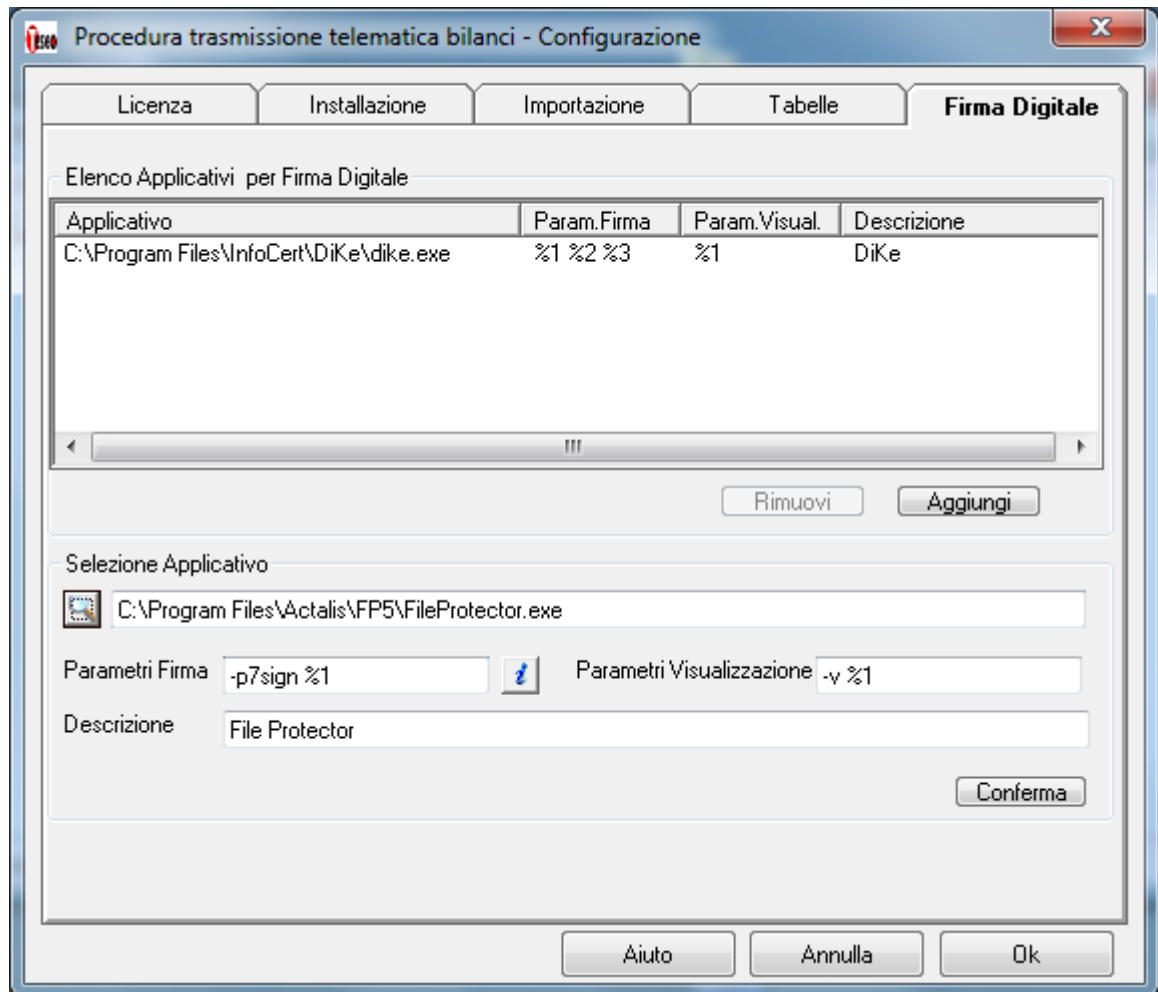 Teseo Procedura trasmissione telematica bilanci - Configurazione
Licenza Installazione Importazione Tabelle Firma Digitale
Elenco Applicativi per Firma Digitale
Applicativo Param.Firma Param.Visual. Descrizione
C:\Program Files\InfoCert\DiKe\dike.exe %1 %2 %3 %1 DiKe
Rimuovi Aggiungi
Selezione Applicativo
C:\Program Files\Actalis\FP5\FileProtector.exe
Parametri Firma -p7sign %1 i Parametri Visualizzazione -v %1
Descrizione File Protector
Conferma
Aiuto Annulla Ok